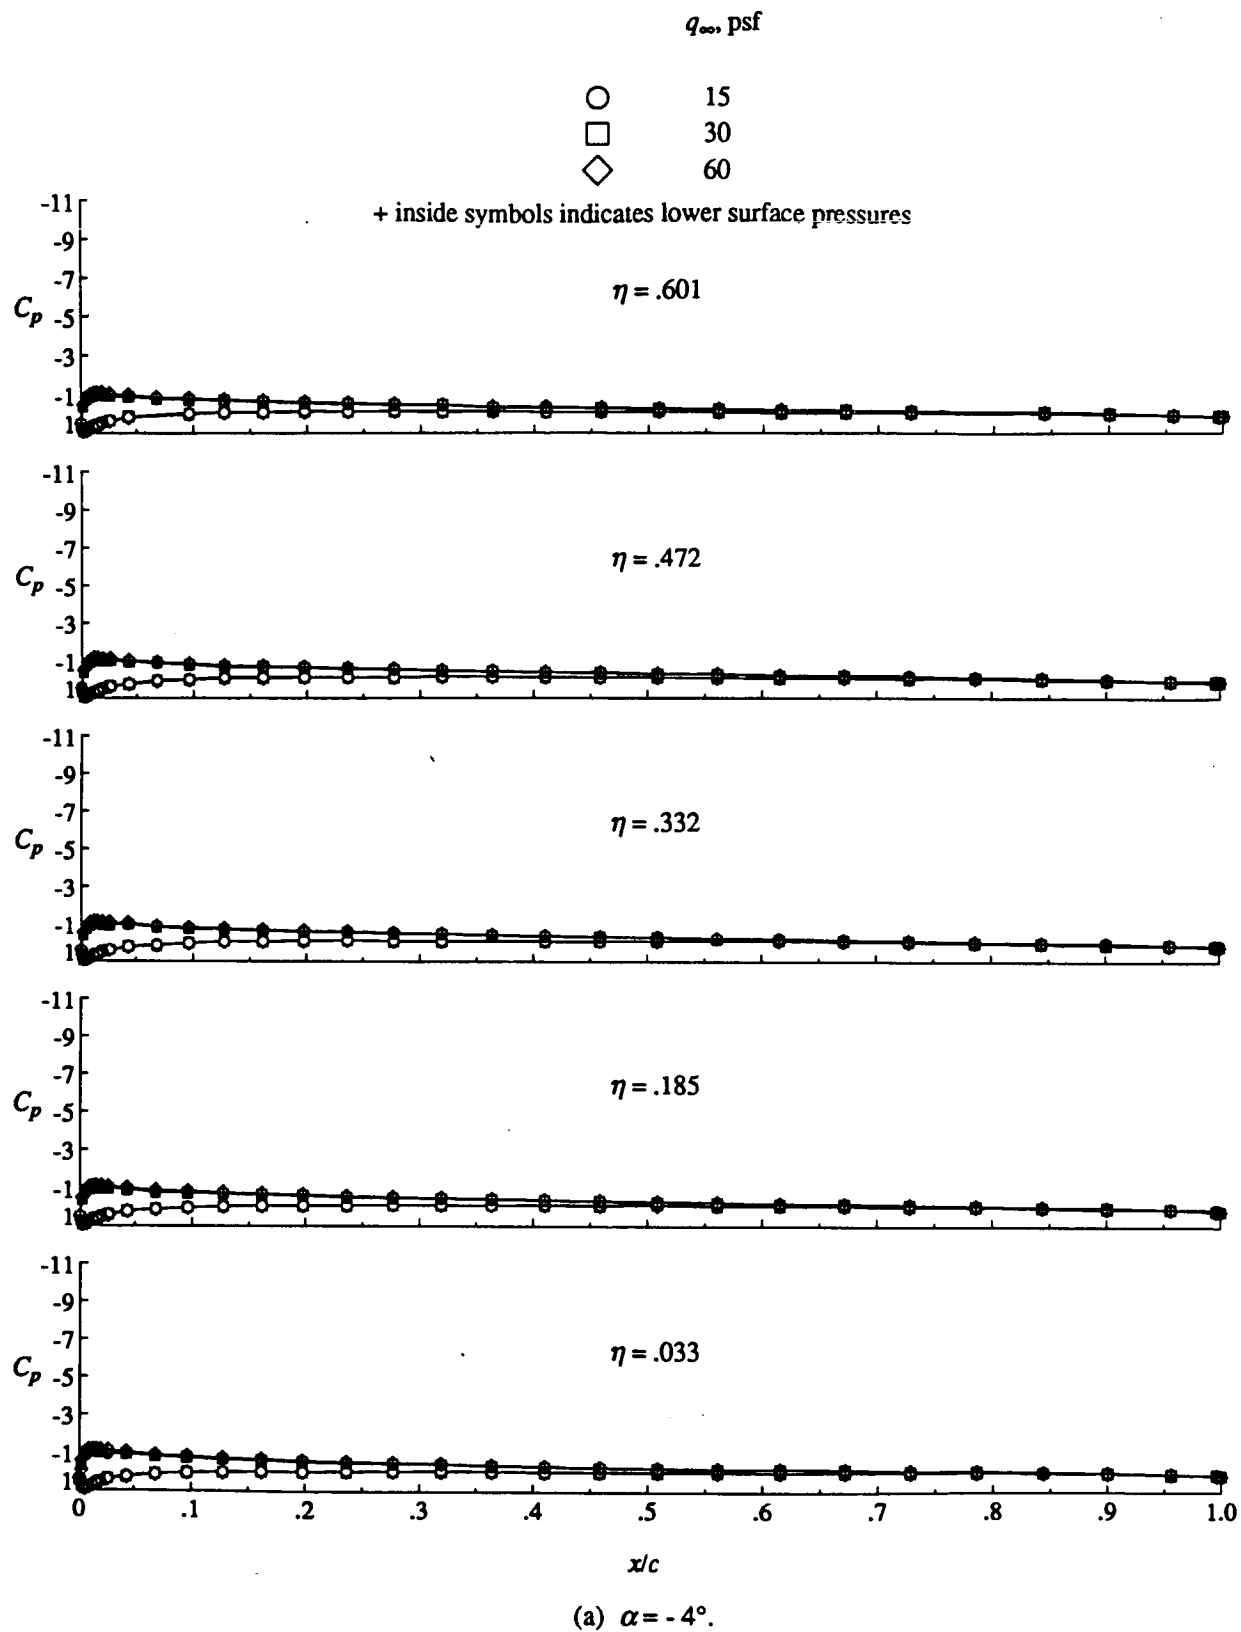 q∞, psf
15
30
60
+ inside symbols indicates lower surface pressures
-11
-9
-7
η = .601
Cp -5
-3
-1
1
-11
-9
-7
η = .472
Cp -5
-3
-1
1
-11
-9
-7
η = .332
Cp -5
-3
-1
1
-11
-9
-7
η = .185
Cp -5
-3
-1
1
-11
-9
-7
η = .033
Cp -5
-3
-1
1
0 .1 .2 .3 .4 .5 .6 .7 .8 .9 1.0
x/c
(a) α = - 4°.